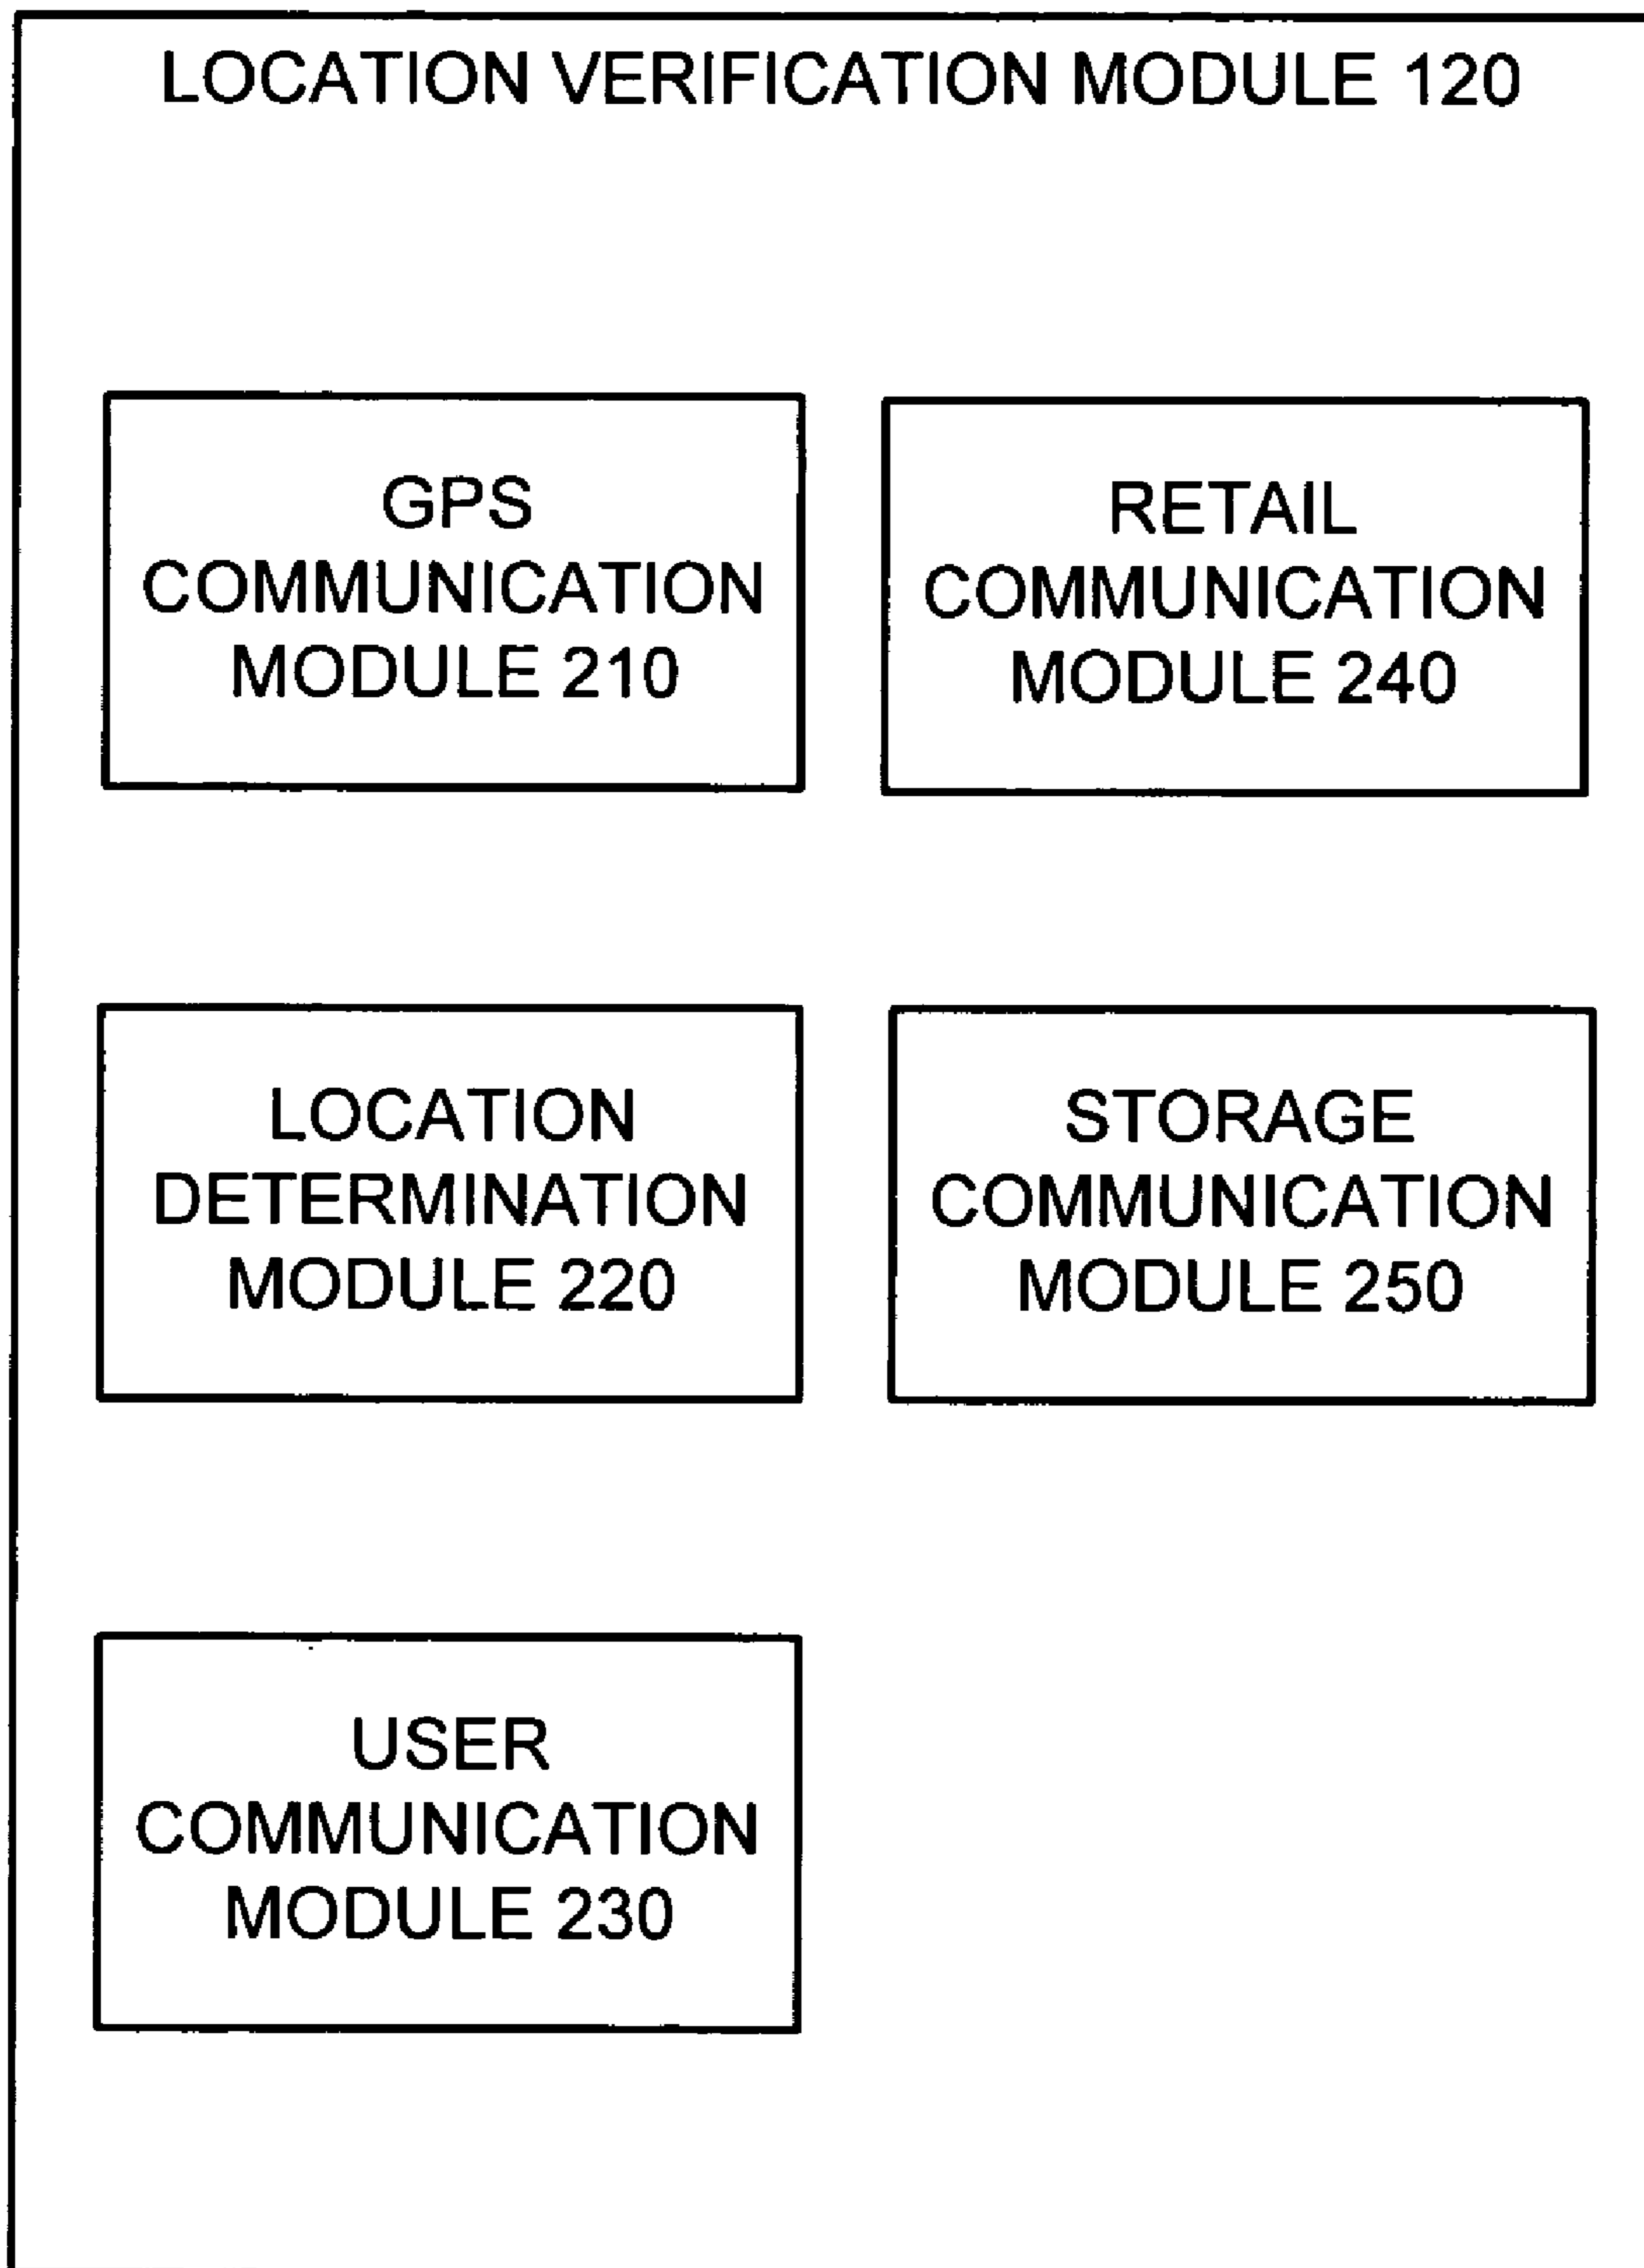 LOCATION VERIFICATION MODULE 120
GPS
COMMUNICATION
MODULE 210
RETAIL
COMMUNICATION
MODULE 240
LOCATION
DETERMINATION
MODULE 220
STORAGE
COMMUNICATION
MODULE 250
USER
COMMUNICATION
MODULE 230